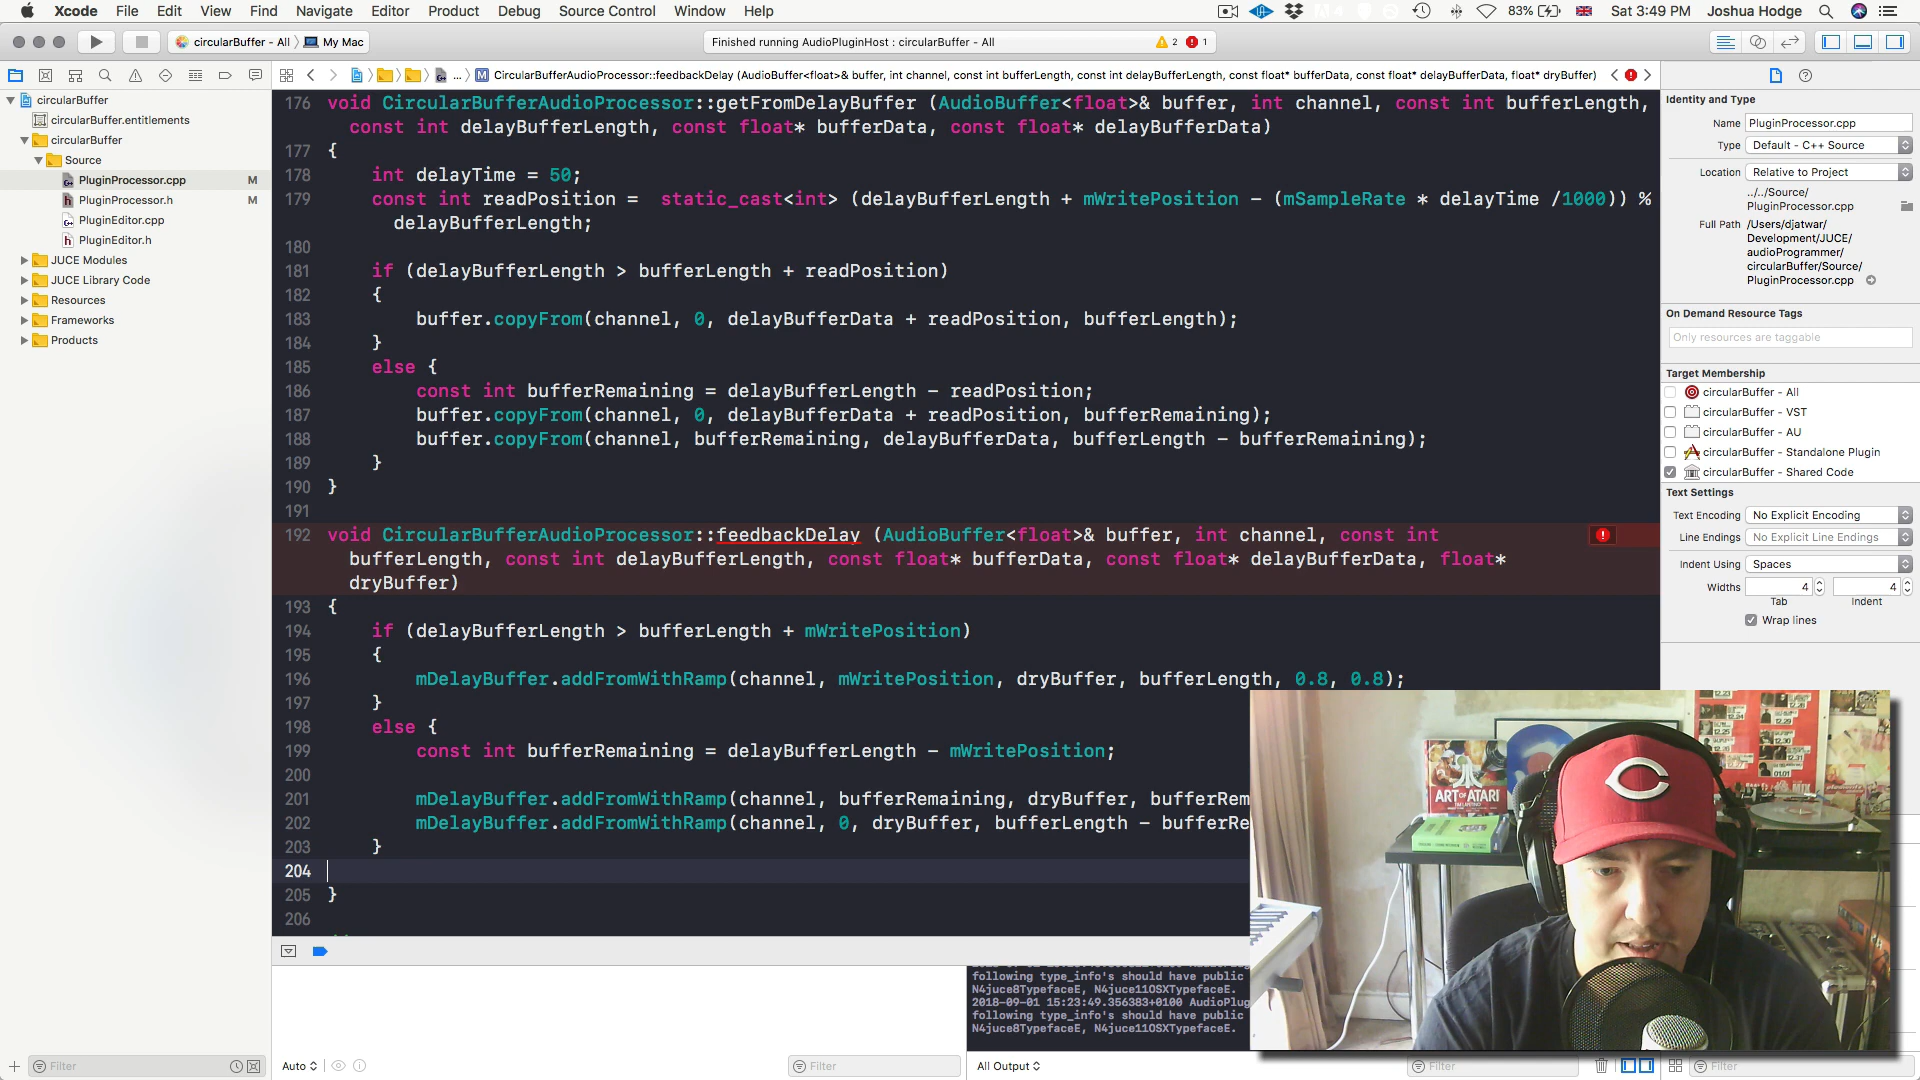 Xcode File Edit View Find Navigate Editor Product Debug Source Control Window Help
83% Sat 3:49 PM Joshua Hodge
circularBuffer - All My Mac
Finished running AudioPluginHost : circularBuffer - All 2 1
... CircularBufferAudioProcessor::feedbackDelay (AudioBuffer<float>& buffer, int channel, const int bufferLength, const int delayBufferLength, const float* bufferData, const float* delayBufferData, float* dryBuffer)
circularBuffer
circularBuffer.entitlements
circularBuffer
Source
PluginProcessor.cpp M
PluginProcessor.h M
PluginEditor.cpp
PluginEditor.h
JUCE Modules
JUCE Library Code
Resources
Frameworks
Products
Filter
176 void CircularBufferAudioProcessor::getFromDelayBuffer (AudioBuffer<float>& buffer, int channel, const int bufferLength,
const int delayBufferLength, const float* bufferData, const float* delayBufferData)
177 {
178 int delayTime = 50;
179 const int readPosition = static_cast<int> (delayBufferLength + mWritePosition - (mSampleRate * delayTime /1000)) %
delayBufferLength;
180
181 if (delayBufferLength > bufferLength + readPosition)
182 {
183 buffer.copyFrom(channel, 0, delayBufferData + readPosition, bufferLength);
184 }
185 else {
186 const int bufferRemaining = delayBufferLength - readPosition;
187 buffer.copyFrom(channel, 0, delayBufferData + readPosition, bufferRemaining);
188 buffer.copyFrom(channel, bufferRemaining, delayBufferData, bufferLength - bufferRemaining);
189 }
190 }
191
192 void CircularBufferAudioProcessor::feedbackDelay (AudioBuffer<float>& buffer, int channel, const int
bufferLength, const int delayBufferLength, const float* bufferData, const float* delayBufferData, float*
dryBuffer)
193 {
194 if (delayBufferLength > bufferLength + mWritePosition)
195 {
196 mDelayBuffer.addFromWithRamp(channel, mWritePosition, dryBuffer, bufferLength, 0.8, 0.8);
197 }
198 else {
199 const int bufferRemaining = delayBufferLength - mWritePosition;
200
201 mDelayBuffer.addFromWithRamp(channel, bufferRemaining, dryBuffer, bufferRem
202 mDelayBuffer.addFromWithRamp(channel, 0, dryBuffer, bufferLength - bufferRe
203 }
204
205 }
206
Auto
Filter
following type_info's should have public
N4juce8TypefaceE, N4juce11OSXTypefaceE.
2018-09-01 15:23:49.356383+0100 AudioPlug
following type_info's should have public
N4juce8TypefaceE, N4juce11OSXTypefaceE.
All Output
Filter
Identity and Type
Name PluginProcessor.cpp
Type Default - C++ Source
Location Relative to Project
../../Source/
PluginProcessor.cpp
Full Path /Users/djatwar/
Development/JUCE/
audioProgrammer/
circularBuffer/Source/
PluginProcessor.cpp
On Demand Resource Tags
Only resources are taggable
Target Membership
circularBuffer - All
circularBuffer - VST
circularBuffer - AU
circularBuffer - Standalone Plugin
circularBuffer - Shared Code
Text Settings
Text Encoding No Explicit Encoding
Line Endings No Explicit Line Endings
Indent Using Spaces
Widths 4 4
Tab Indent
Wrap lines
Filter
ART OF ATARI
C